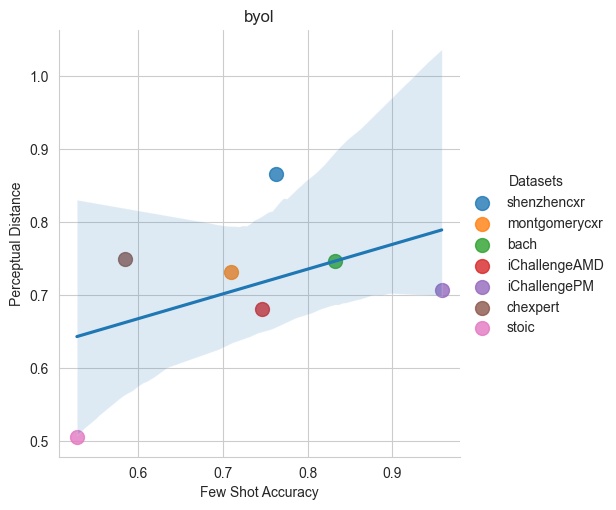 byol
1.0
0.9
0.8
0.7
0.6
0.5
Perceptual Distance
0.6 0.7 0.8 0.9
Few Shot Accuracy
Datasets
shenzhencxr
montgomerycxr
bach
iChallengeAMD
iChallengePM
chexpert
stoic